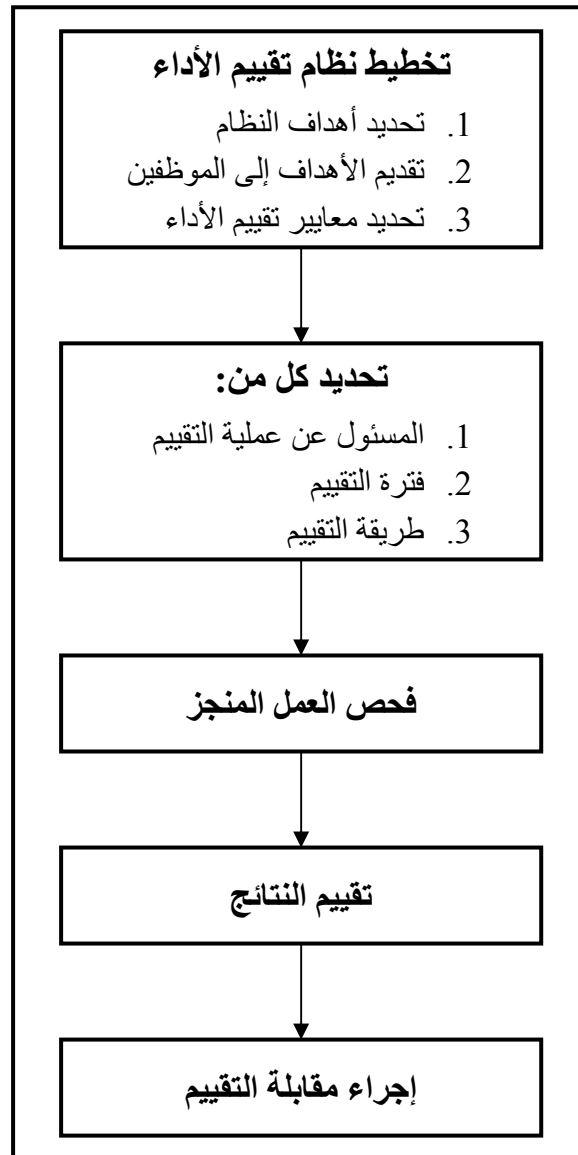 تخطيط نظام تقييم الأداء
1. تحديد أهداف النظام
2. تقديم الأهداف إلى الموظفين
3. تحديد معايير تقييم الأداء
تحديد كل من:
1. المسئول عن عملية التقييم
2. فترة التقييم
3. طريقة التقييم
فحص العمل المنجز
تقييم النتائج
إجراء مقابلة التقييم